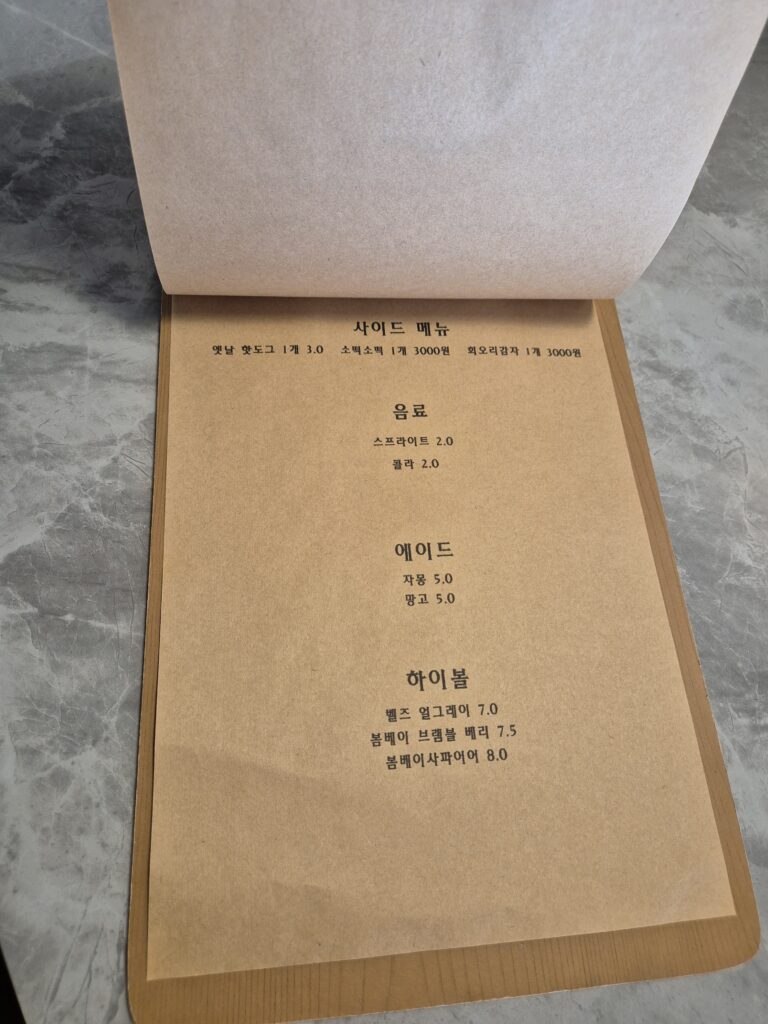 사이드 메뉴
옛날 핫도그 1개 3.0 소떡소떡 1개 3000원 회오리감자 1개 3000원
음료
스프라이트 2.0
콜라 2.0
에이드
자몽 5.0
망고 5.0
하이볼
벨즈 얼그레이 7.0
봄베이 브램블 베리 7.5
봄베이사파이어 8.0